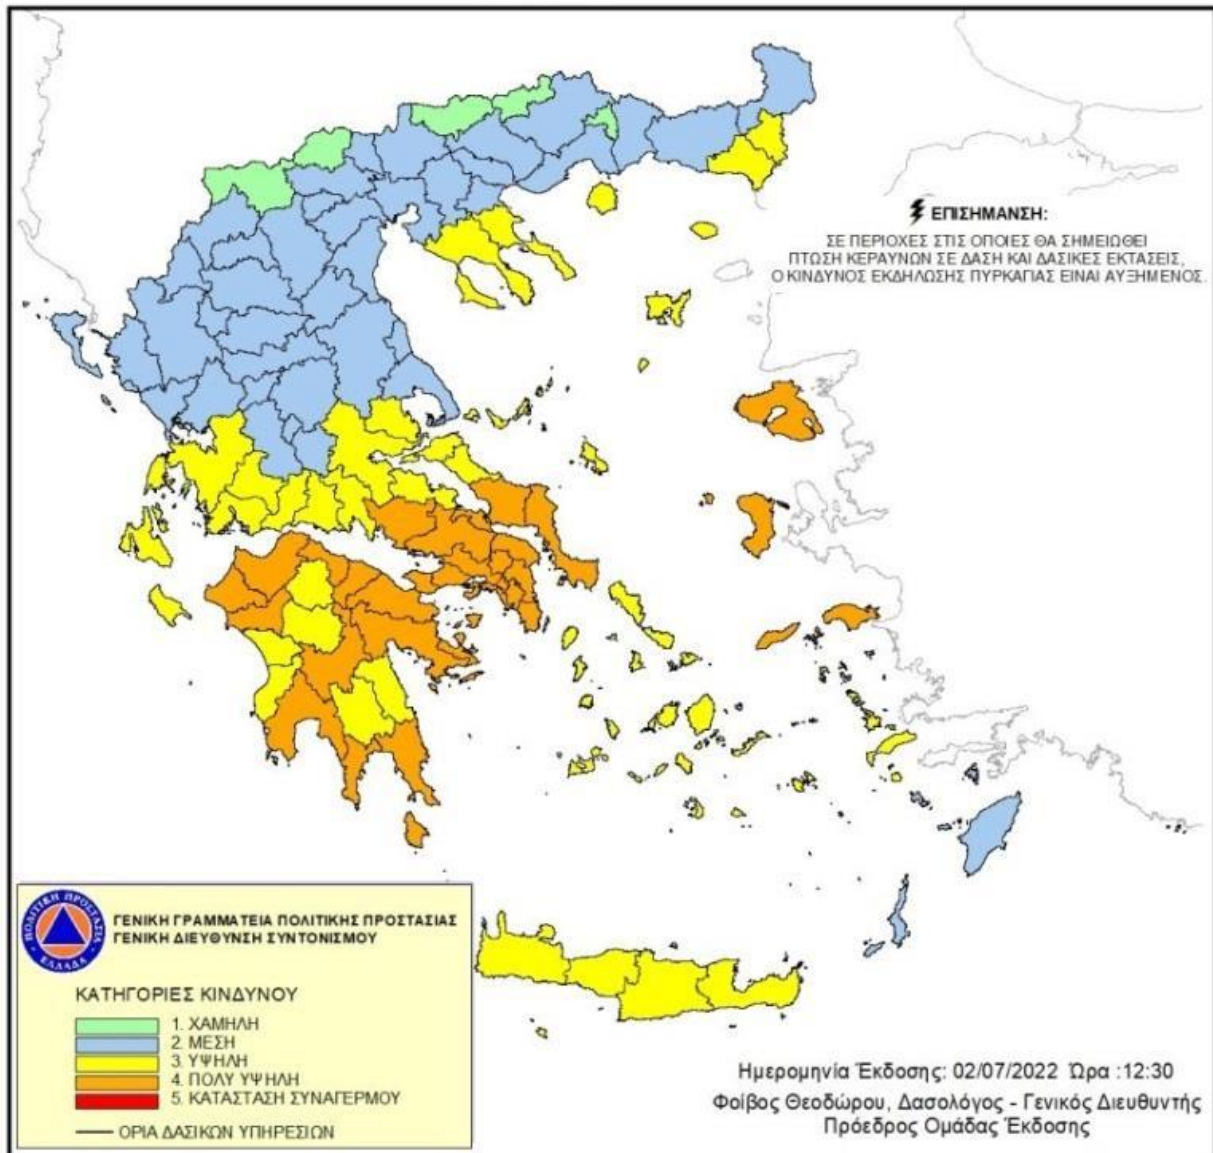 ΕΠΙΣΗΜΑΝΣΗ:
ΣΕ ΠΕΡΙΟΧΕΣ ΣΤΙΣ ΟΠΟΙΕΣ ΘΑ ΣΗΜΕΙΩΘΕΙ
ΠΤΩΣΗ ΚΕΡΑΥΝΩΝ ΣΕ ΔΑΣΗ ΚΑΙ ΔΑΣΙΚΕΣ ΕΚΤΑΣΕΙΣ,
Ο ΚΙΝΔΥΝΟΣ ΕΚΔΗΛΩΣΗΣ ΠΥΡΚΑΓΙΑΣ ΕΙΝΑΙ ΑΥΞΗΜΕΝΟΣ.
ΠΟΛΙΤΙΚΗ ΠΡΟΣΤΑΣΙΑ
ΕΛΛΑΔΑ
ΓΕΝΙΚΗ ΓΡΑΜΜΑΤΕΙΑ ΠΟΛΙΤΙΚΗΣ ΠΡΟΣΤΑΣΙΑΣ
ΓΕΝΙΚΗ ΔΙΕΥΘΥΝΣΗ ΣΥΝΤΟΝΙΣΜΟΥ
ΚΑΤΗΓΟΡΙΕΣ ΚΙΝΔΥΝΟΥ
1. ΧΑΜΗΛΗ
2. ΜΕΣΗ
3. ΥΨΗΛΗ
4. ΠΟΛΥ ΥΨΗΛΗ
5. ΚΑΤΑΣΤΑΣΗ ΣΥΝΑΓΕΡΜΟΥ
ΟΡΙΑ ΔΑΣΙΚΩΝ ΥΠΗΡΕΣΙΩΝ
Ημερομηνία Έκδοσης: 02/07/2022 Ώρα :12:30
Φοίβος Θεοδώρου, Δασολόγος - Γενικός Διευθυντής
Πρόεδρος Ομάδας Έκδοσης